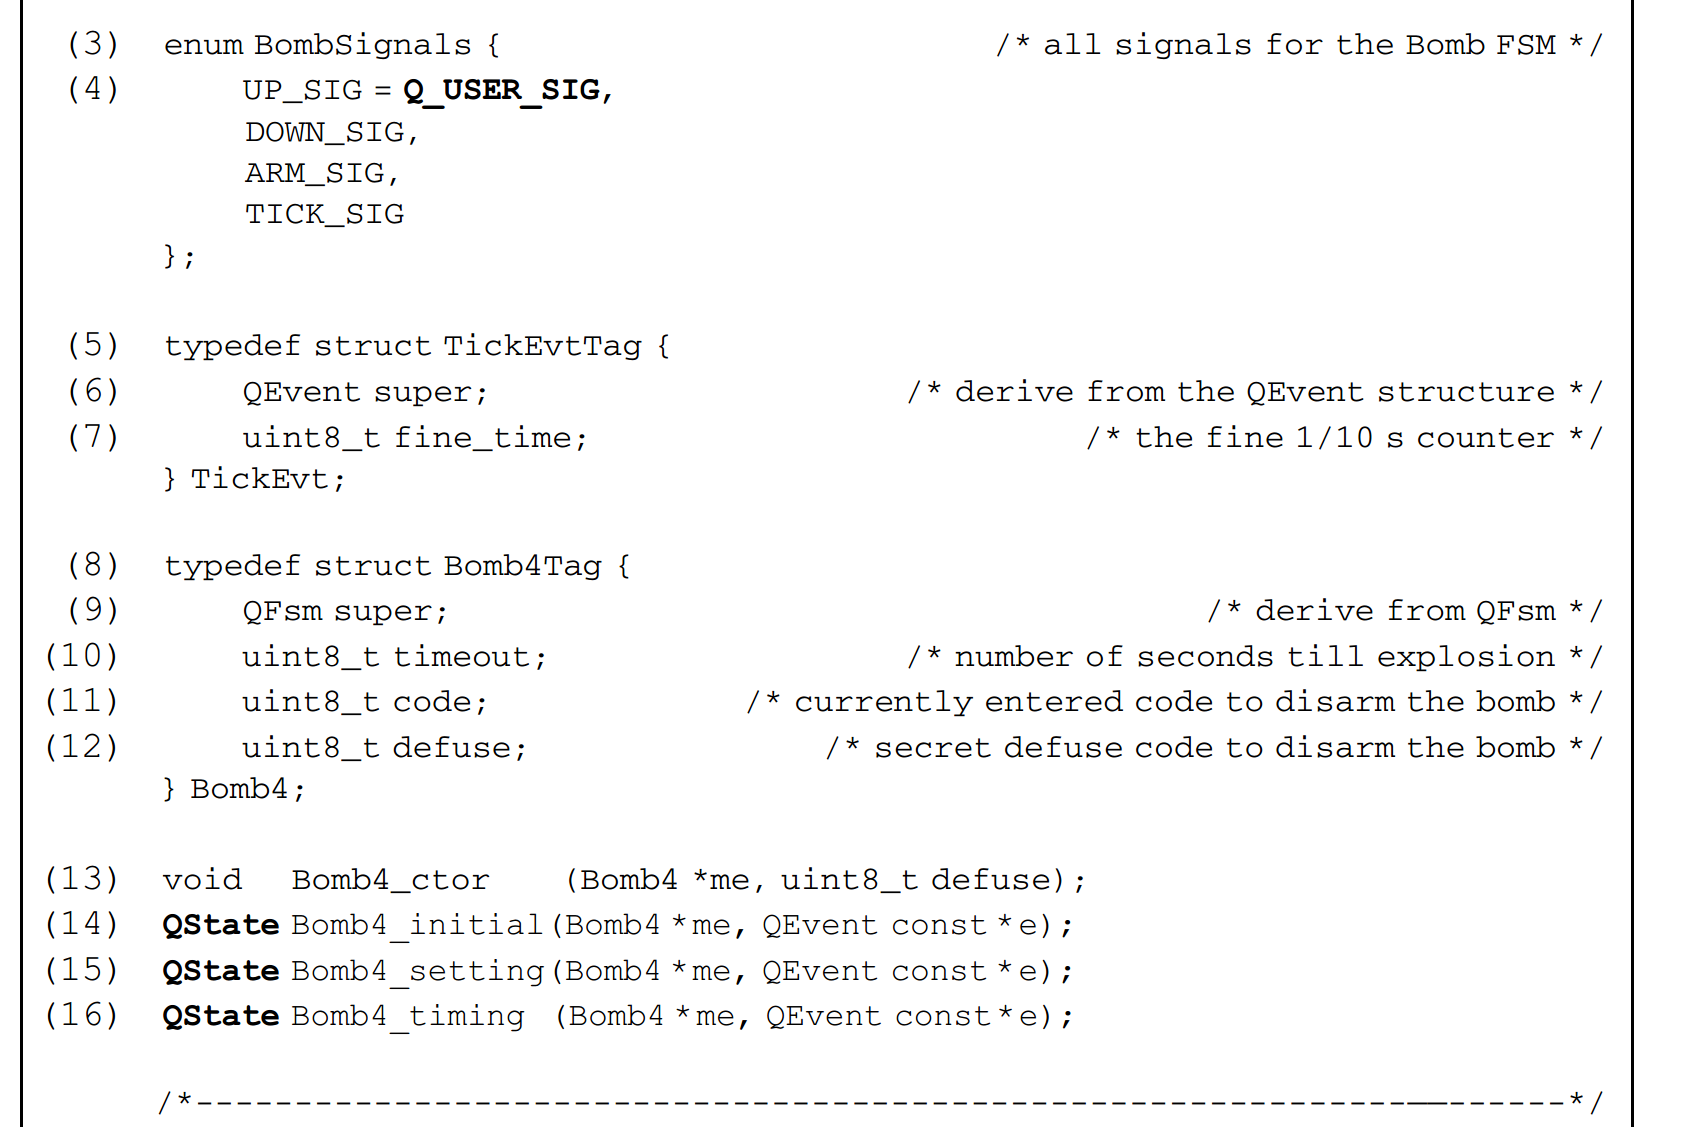 (3) enum BombSignals { /* all signals for the Bomb FSM */
(4) UP_SIG = Q_USER_SIG,
DOWN_SIG,
ARM_SIG,
TICK_SIG
};
(5) typedef struct TickEvtTag {
(6) QEvent super; /* derive from the QEvent structure */
(7) uint8_t fine_time; /* the fine 1/10 s counter */
} TickEvt;
(8) typedef struct Bomb4Tag {
(9) QFsm super; /* derive from QFsm */
(10) uint8_t timeout; /* number of seconds till explosion */
(11) uint8_t code; /* currently entered code to disarm the bomb */
(12) uint8_t defuse; /* secret defuse code to disarm the bomb */
} Bomb4;
(13) void Bomb4_ctor (Bomb4 *me, uint8_t defuse);
(14) QState Bomb4_initial(Bomb4 *me, QEvent const *e);
(15) QState Bomb4_setting(Bomb4 *me, QEvent const *e);
(16) QState Bomb4_timing (Bomb4 *me, QEvent const *e);
/*---------------------------------------------------------------------*/